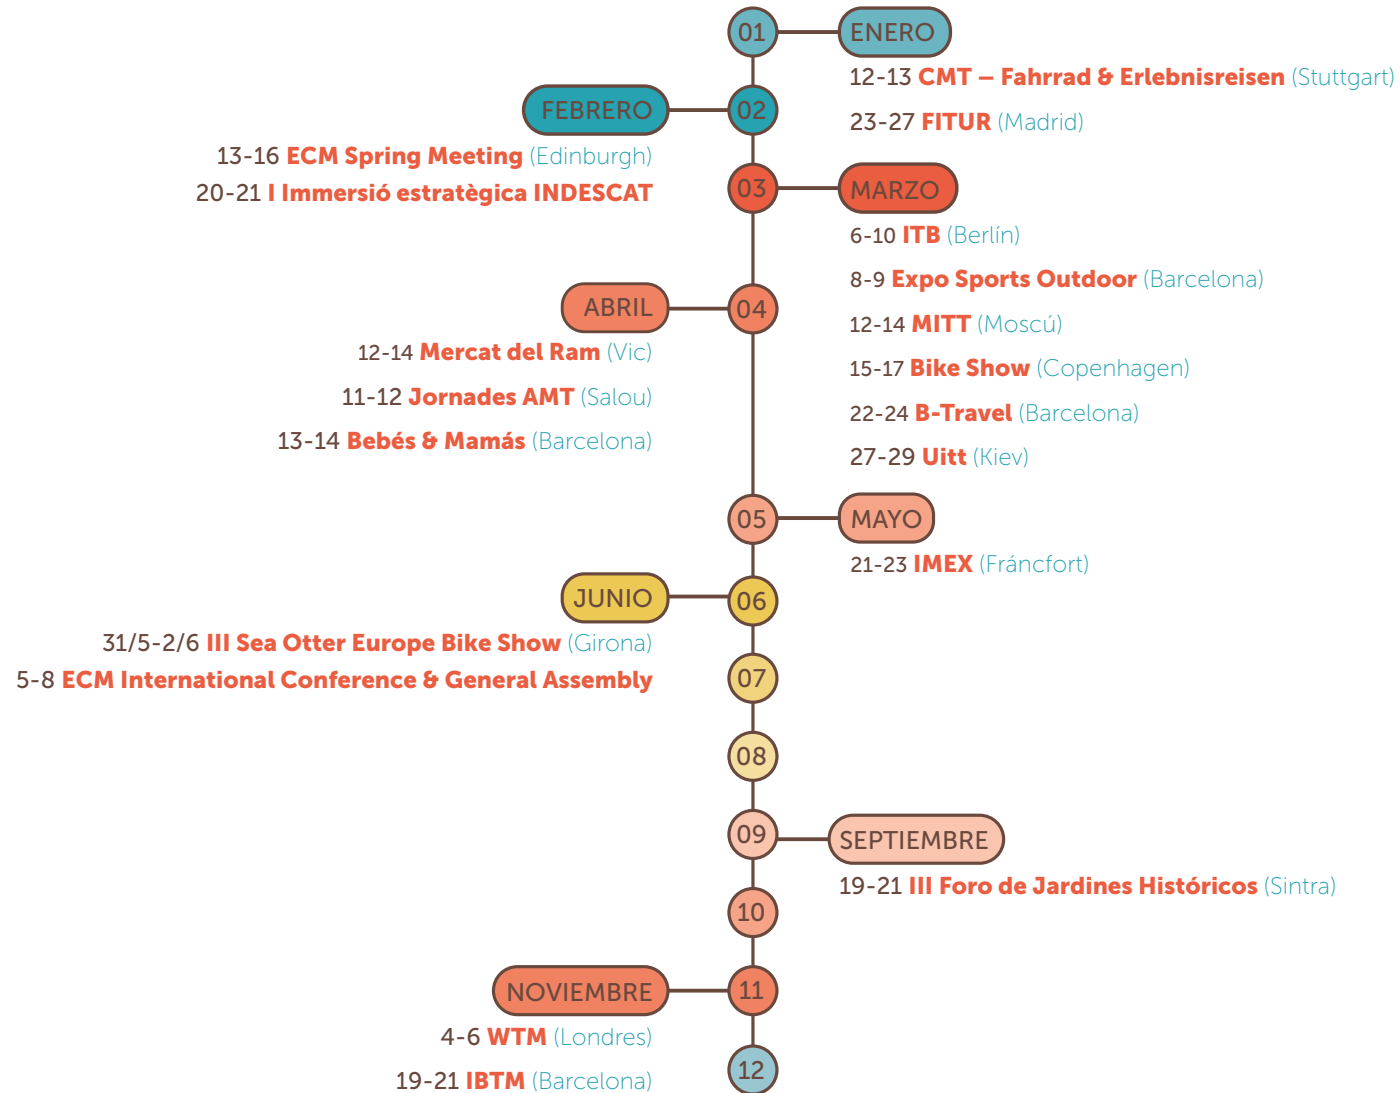 01
ENERO
12-13 CMT – Fahrrad & Erlebnisreisen (Stuttgart)
23-27 FITUR (Madrid)
FEBRERO
02
13-16 ECM Spring Meeting (Edinburgh)
20-21 I Immersió estratègica INDESCAT
03
MARZO
6-10 ITB (Berlín)
8-9 Expo Sports Outdoor (Barcelona)
12-14 MITT (Moscú)
15-17 Bike Show (Copenhagen)
22-24 B-Travel (Barcelona)
27-29 Uitt (Kiev)
ABRIL
04
12-14 Mercat del Ram (Vic)
11-12 Jornades AMT (Salou)
13-14 Bebés & Mamás (Barcelona)
05
MAYO
21-23 IMEX (Fráncfort)
JUNIO
06
31/5-2/6 III Sea Otter Europe Bike Show (Girona)
5-8 ECM International Conference & General Assembly
07
08
09
SEPTIEMBRE
19-21 III Foro de Jardines Históricos (Sintra)
10
NOVIEMBRE
11
4-6 WTM (Londres)
19-21 IBTM (Barcelona)
12